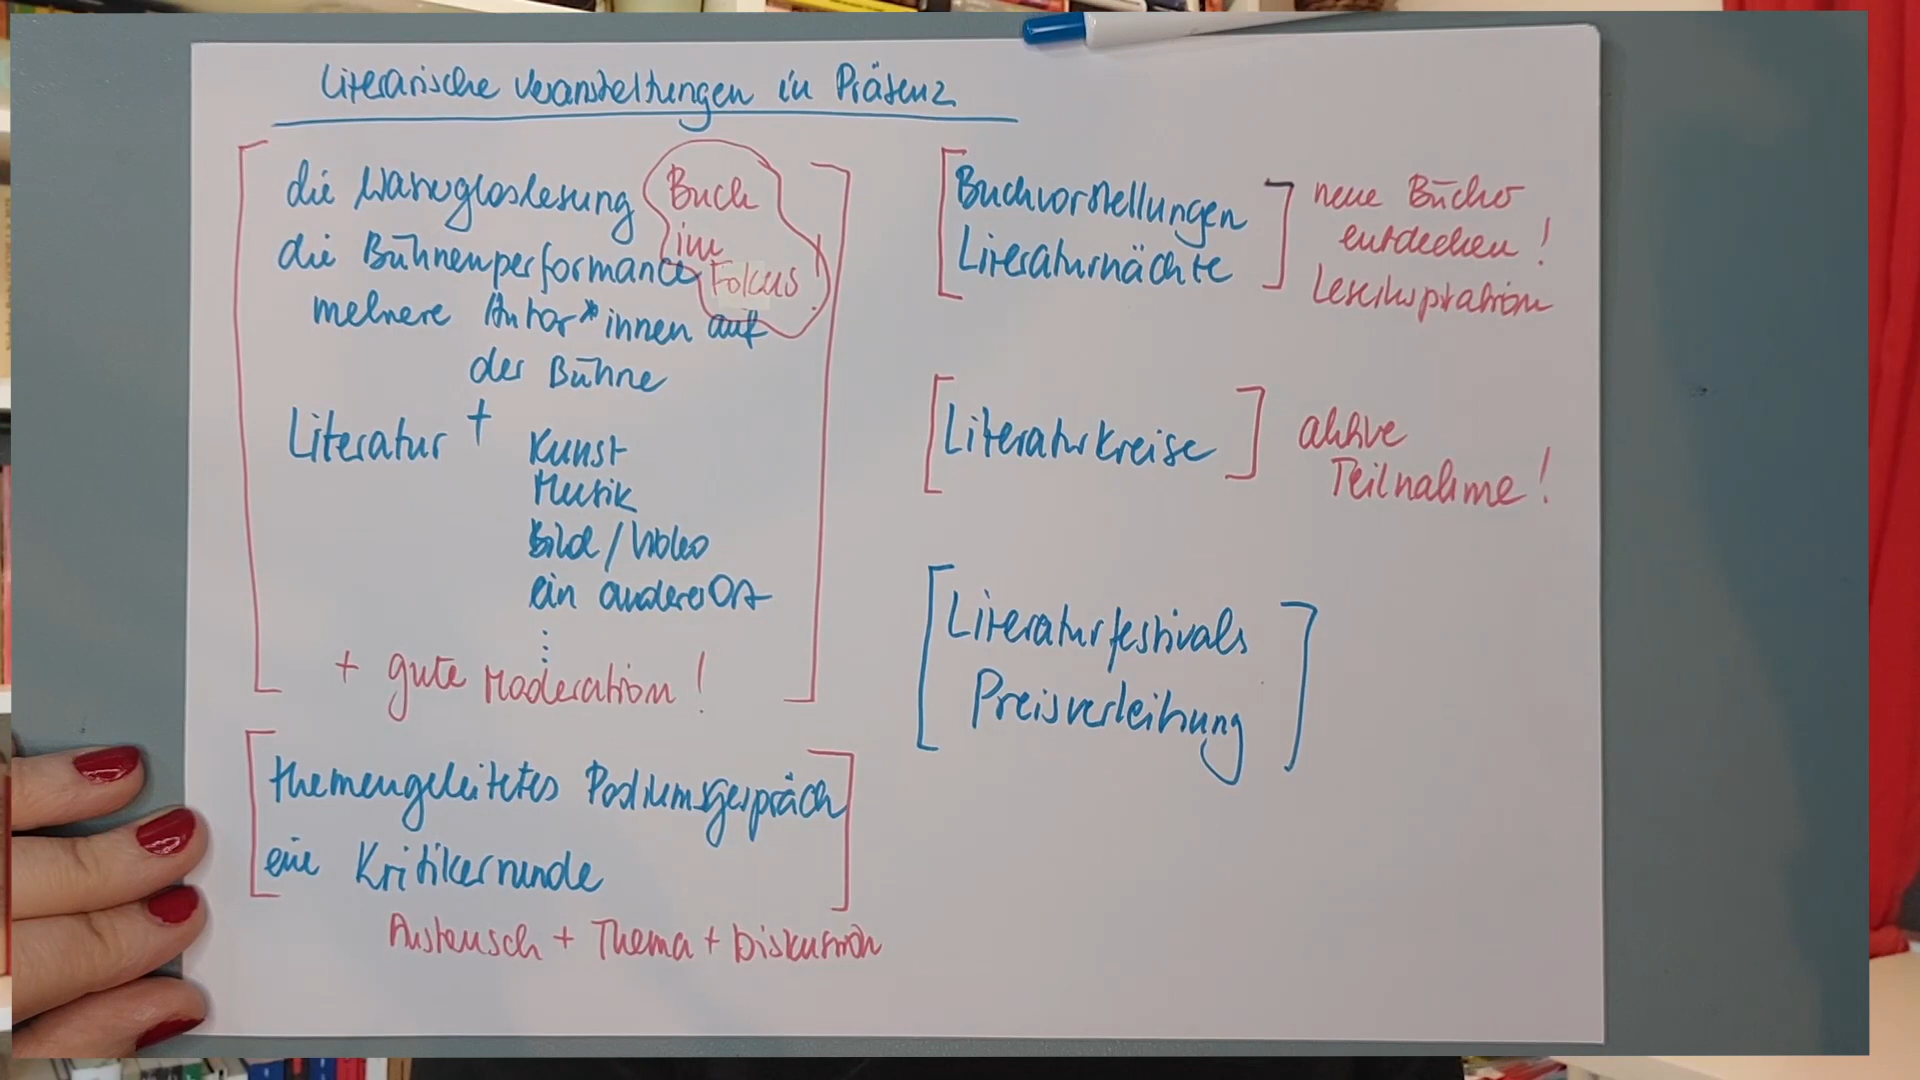 Literarische Veranstaltungen in Präsenz
die Wasserglaslesung
die Bühnenperformance
Buch
im
Fokus!
mehrere Autor*innen auf
der Bühne
Literatur +
Kunst
Musik
Bild / Video
ein anderer Ort
⋮
+ gute Moderation!
themengeleitetes Podiumsgespräch
eine Kritikerrunde
Austausch + Thema + Diskussion
Buchvorstellungen
Literaturnächte
neue Bücher
entdecken!
Leseinspiration
Literaturkreise
aktive
Teilnahme!
Literaturfestivals
Preisverleihung